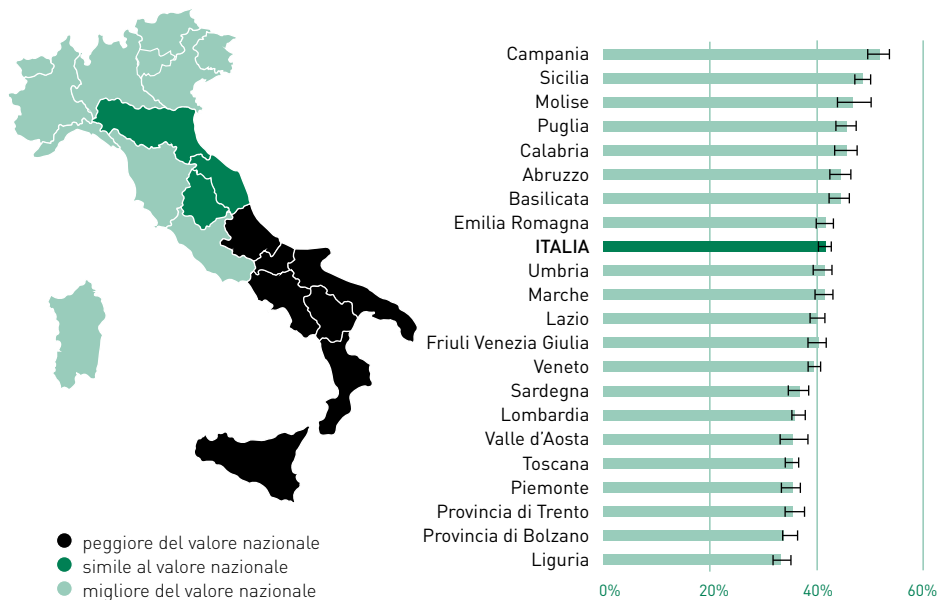 Campania
Sicilia
Molise
Puglia
Calabria
Abruzzo
Basilicata
Emilia Romagna
ITALIA
Umbria
Marche
Lazio
Friuli Venezia Giulia
Veneto
Sardegna
Lombardia
Valle d'Aosta
Toscana
Piemonte
Provincia di Trento
Provincia di Bolzano
Liguria
0% 20% 40% 60%
peggiore del valore nazionale
simile al valore nazionale
migliore del valore nazionale